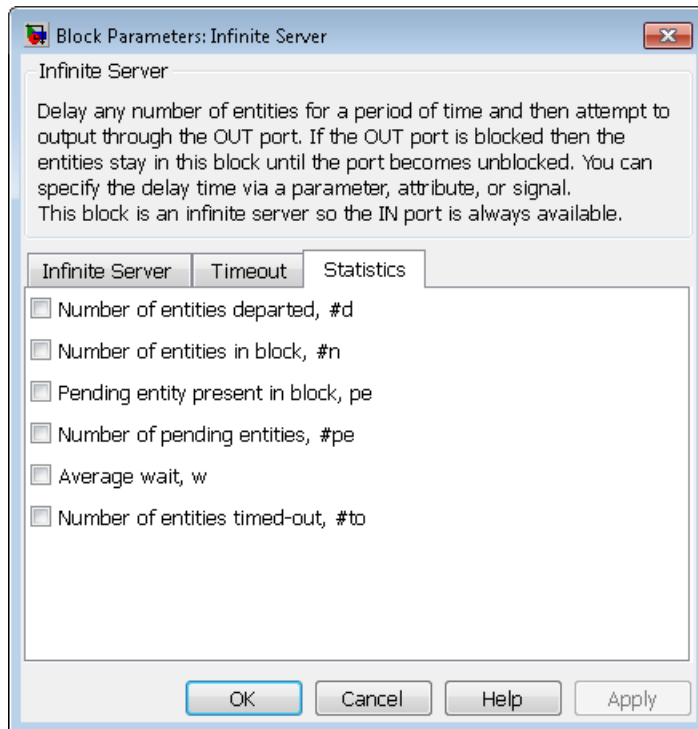 Block Parameters: Infinite Server
Infinite Server
Delay any number of entities for a period of time and then attempt to
output through the OUT port. If the OUT port is blocked then the
entities stay in this block until the port becomes unblocked. You can
specify the delay time via a parameter, attribute, or signal.
This block is an infinite server so the IN port is always available.
Infinite Server Timeout Statistics
Number of entities departed, #d
Number of entities in block, #n
Pending entity present in block, pe
Number of pending entities, #pe
Average wait, w
Number of entities timed-out, #to
OK Cancel Help Apply